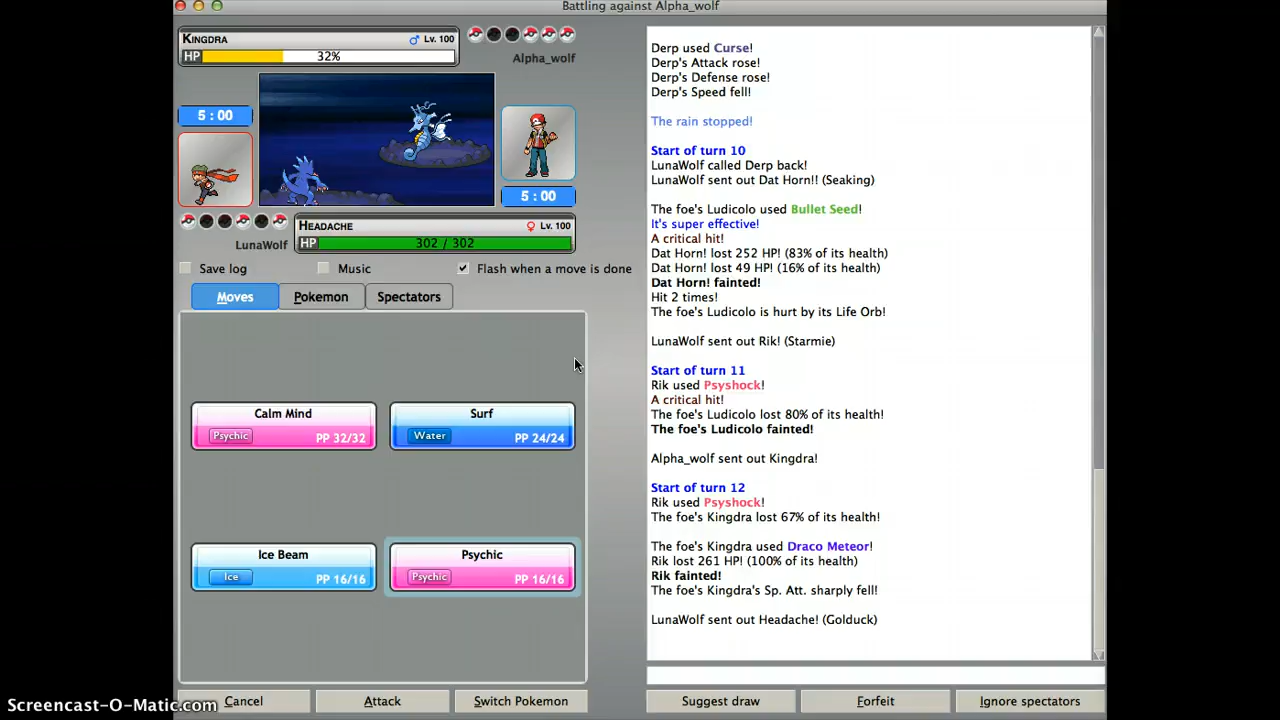 Battling against Alpha_wolf
KINGDRA ♂ Lv. 100
HP 32%
Alpha_wolf
5:00
5:00
HEADACHE ♀ Lv. 100
HP 302 / 302
LunaWolf
Save log
Music
Flash when a move is done
Moves
Pokemon
Spectators
Calm Mind
Psychic PP 32/32
Surf
Water PP 24/24
Ice Beam
Ice PP 16/16
Psychic
Psychic PP 16/16
Cancel
Attack
Switch Pokemon
Derp used Curse!
Derp's Attack rose!
Derp's Defense rose!
Derp's Speed fell!
The rain stopped!
Start of turn 10
LunaWolf called Derp back!
LunaWolf sent out Dat Horn!! (Seaking)
The foe's Ludicolo used Bullet Seed!
It's super effective!
A critical hit!
Dat Horn! lost 252 HP! (83% of its health)
Dat Horn! lost 49 HP! (16% of its health)
Dat Horn! fainted!
Hit 2 times!
The foe's Ludicolo is hurt by its Life Orb!
LunaWolf sent out Rik! (Starmie)
Start of turn 11
Rik used Psyshock!
A critical hit!
The foe's Ludicolo lost 80% of its health!
The foe's Ludicolo fainted!
Alpha_wolf sent out Kingdra!
Start of turn 12
Rik used Psyshock!
The foe's Kingdra lost 67% of its health!
The foe's Kingdra used Draco Meteor!
Rik lost 261 HP! (100% of its health)
Rik fainted!
The foe's Kingdra's Sp. Att. sharply fell!
LunaWolf sent out Headache! (Golduck)
Suggest draw
Forfeit
Ignore spectators
Screencast-O-Matic.com